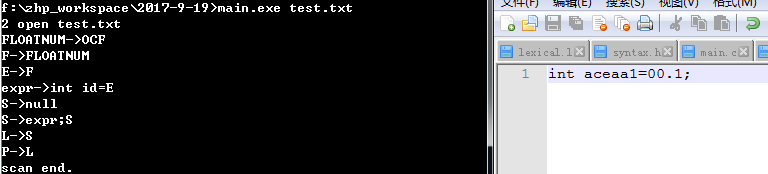 f:\zhp_workspace\2017-9-19>main.exe test.txt
2 open test.txt
FLOATNUM->OCF
F->FLOATNUM
E->F
expr->int id=E
S->null
S->expr;S
L->S
P->L
scan end.
文件(F) 编辑(E) 搜索(S) 视图(V) 格式(M)
lexical.l syntax.h main.c
1 int aceaa1=00.1;